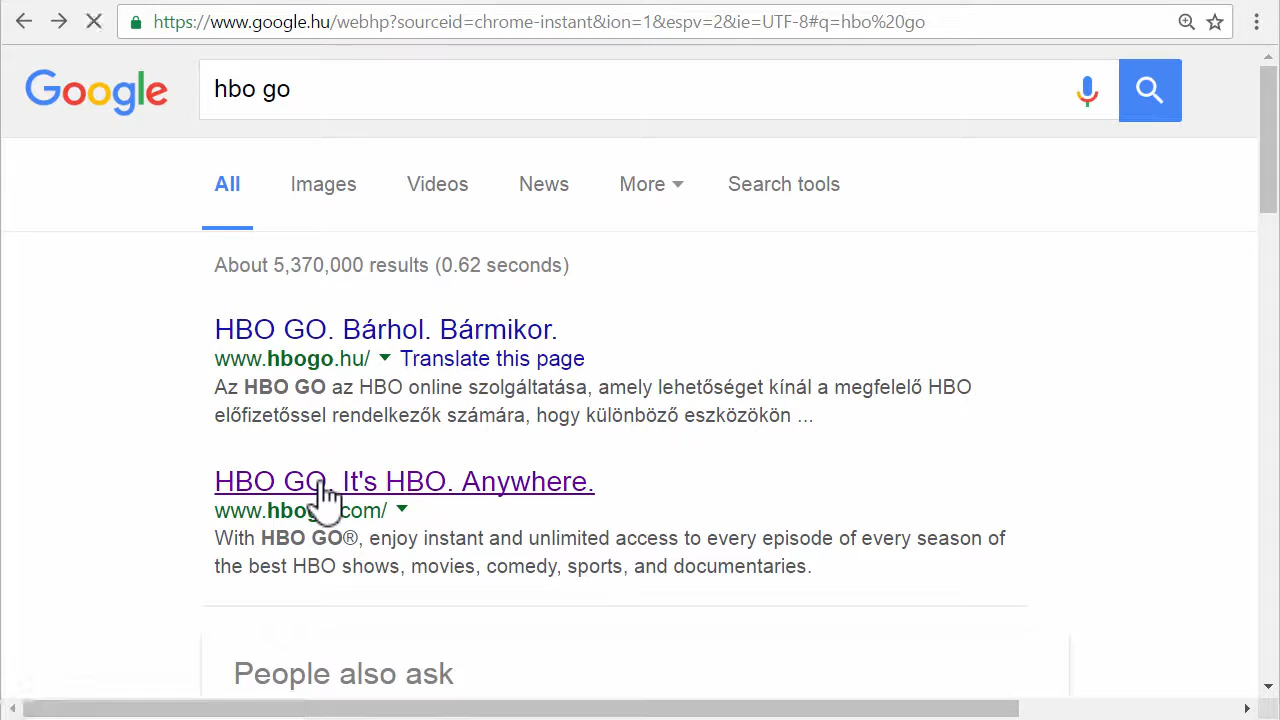 https://www.google.hu/webhp?sourceid=chrome-instant&ion=1&espv=2&ie=UTF-8#q=hbo%20go
Google
hbo go
All Images Videos News More Search tools
About 5,370,000 results (0.62 seconds)
HBO GO. Bárhol. Bármikor.
www.hbogo.hu/ Translate this page
Az HBO GO az HBO online szolgáltatása, amely lehetőséget kínál a megfelelő HBO
előfizetőssel rendelkezők számára, hogy különböző eszközökön ...
HBO GO. It's HBO. Anywhere.
www.hbogo.com/
With HBO GO®, enjoy instant and unlimited access to every episode of every season of
the best HBO shows, movies, comedy, sports, and documentaries.
People also ask